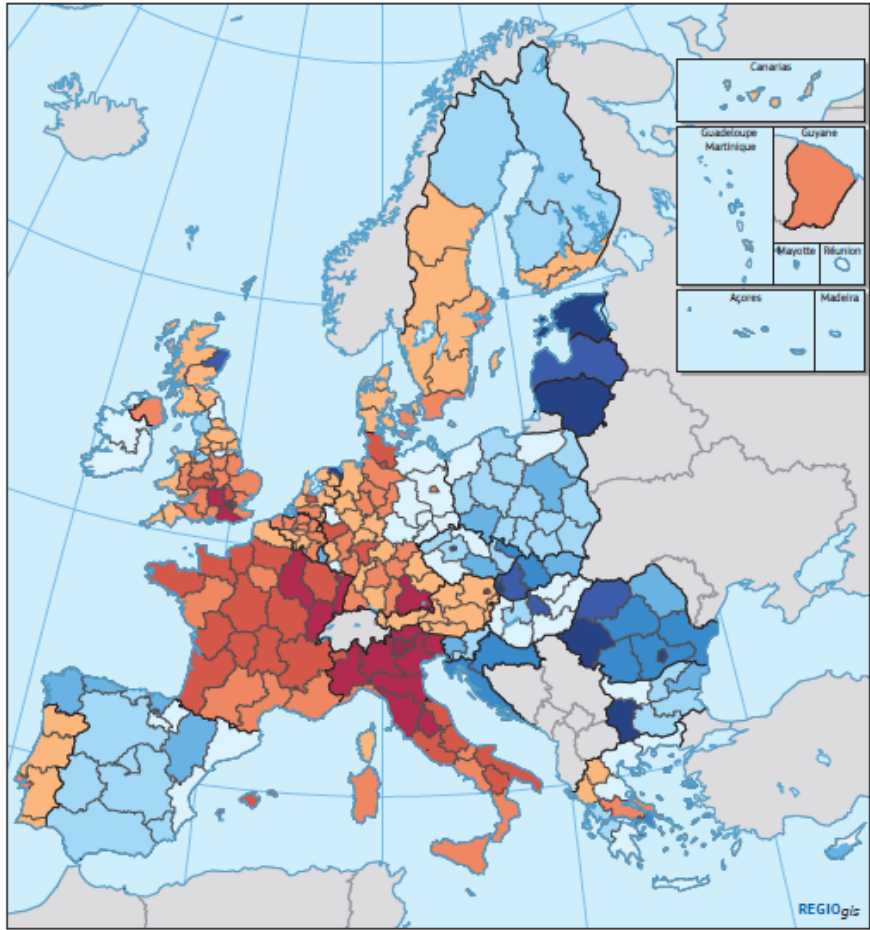 Canarias
Guadeloupe
Martinique
Guyane
Mayotte
Réunion
Açores
Madeira
REGIOgis